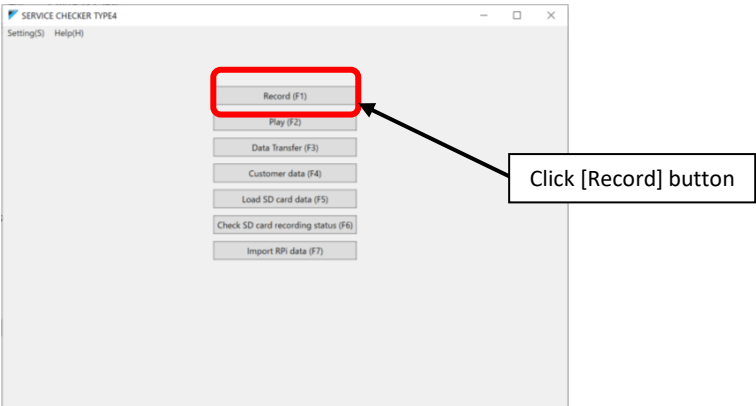 SERVICE CHECKER TYPE4
Setting(S) Help(H)
Record (F1)
Play (F2)
Data Transfer (F3)
Customer data (F4)
Load SD card data (F5)
Check SD card recording status (F6)
Import RPi data (F7)
Click [Record] button